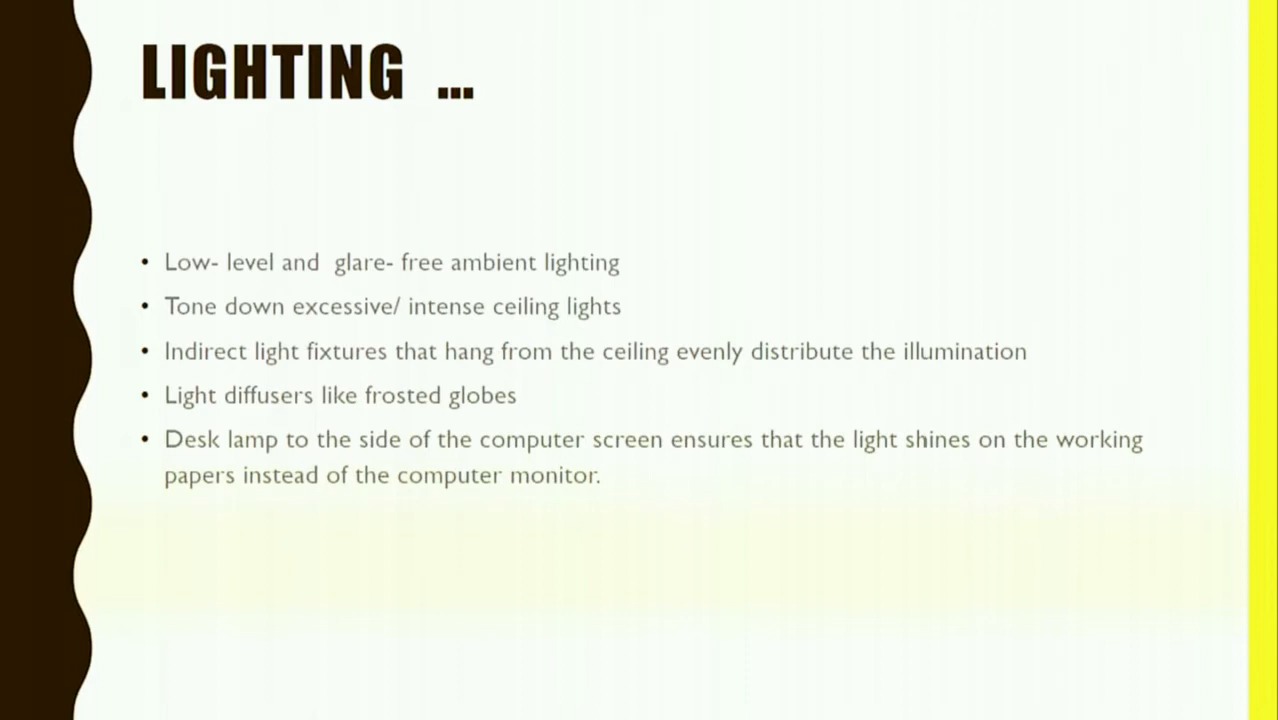 LIGHTING ...
• Low- level and glare- free ambient lighting
• Tone down excessive/ intense ceiling lights
• Indirect light fixtures that hang from the ceiling evenly distribute the illumination
• Light diffusers like frosted globes
• Desk lamp to the side of the computer screen ensures that the light shines on the working
papers instead of the computer monitor.